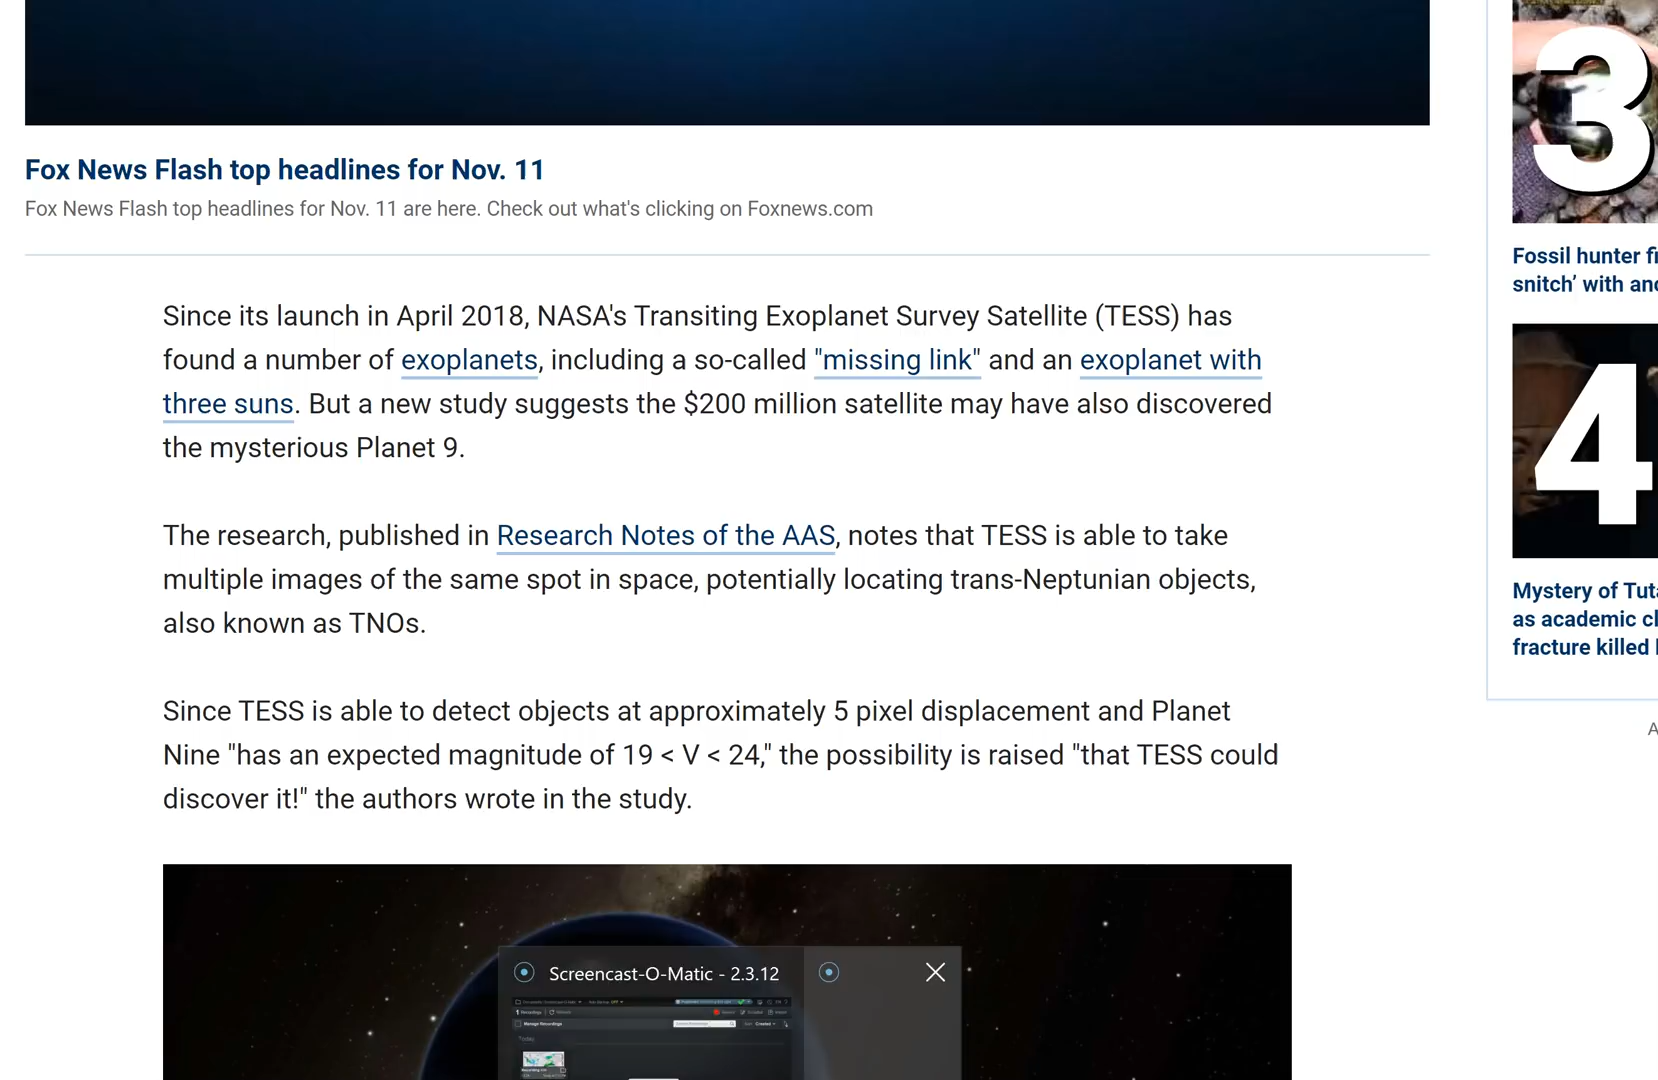 Fox News Flash top headlines for Nov. 11
Fox News Flash top headlines for Nov. 11 are here. Check out what's clicking on Foxnews.com
Since its launch in April 2018, NASA's Transiting Exoplanet Survey Satellite (TESS) has
found a number of exoplanets, including a so-called "missing link" and an exoplanet with
three suns. But a new study suggests the $200 million satellite may have also discovered
the mysterious Planet 9.
The research, published in Research Notes of the AAS, notes that TESS is able to take
multiple images of the same spot in space, potentially locating trans-Neptunian objects,
also known as TNOs.
Since TESS is able to detect objects at approximately 5 pixel displacement and Planet
Nine "has an expected magnitude of 19 < V < 24," the possibility is raised "that TESS could
discover it!" the authors wrote in the study.
Screencast-O-Matic - 2.3.12
Manage Recordings
Today
3
Fossil hunter
snitch' with
4
Mystery of
as academic
fracture killed
A